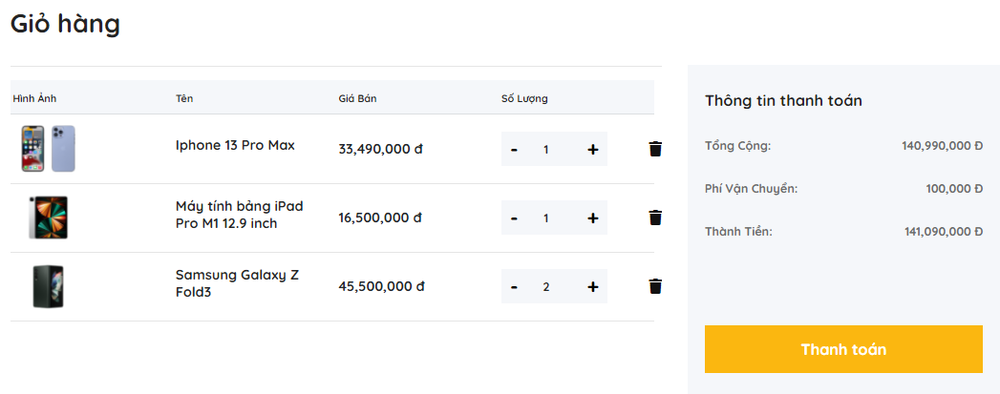 Giỏ hàng
Hình Ảnh Tên Giá Bán Số Lượng
Iphone 13 Pro Max 33,490,000 đ - 1 +
Máy tính bảng iPad
Pro M1 12.9 inch 16,500,000 đ - 1 +
Samsung Galaxy Z
Fold3 45,500,000 đ - 2 +
Thông tin thanh toán
Tổng Cộng: 140,990,000 Đ
Phí Vận Chuyển: 100,000 Đ
Thành Tiền: 141,090,000 Đ
Thanh toán